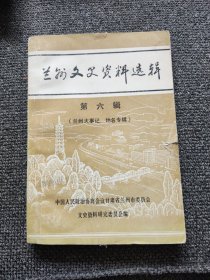 兰州文史资料选辑
第六辑
（兰州大事记、地名专辑）
中国人民政治协商会议甘肃省兰州市委员会
文史资料研究委员会编